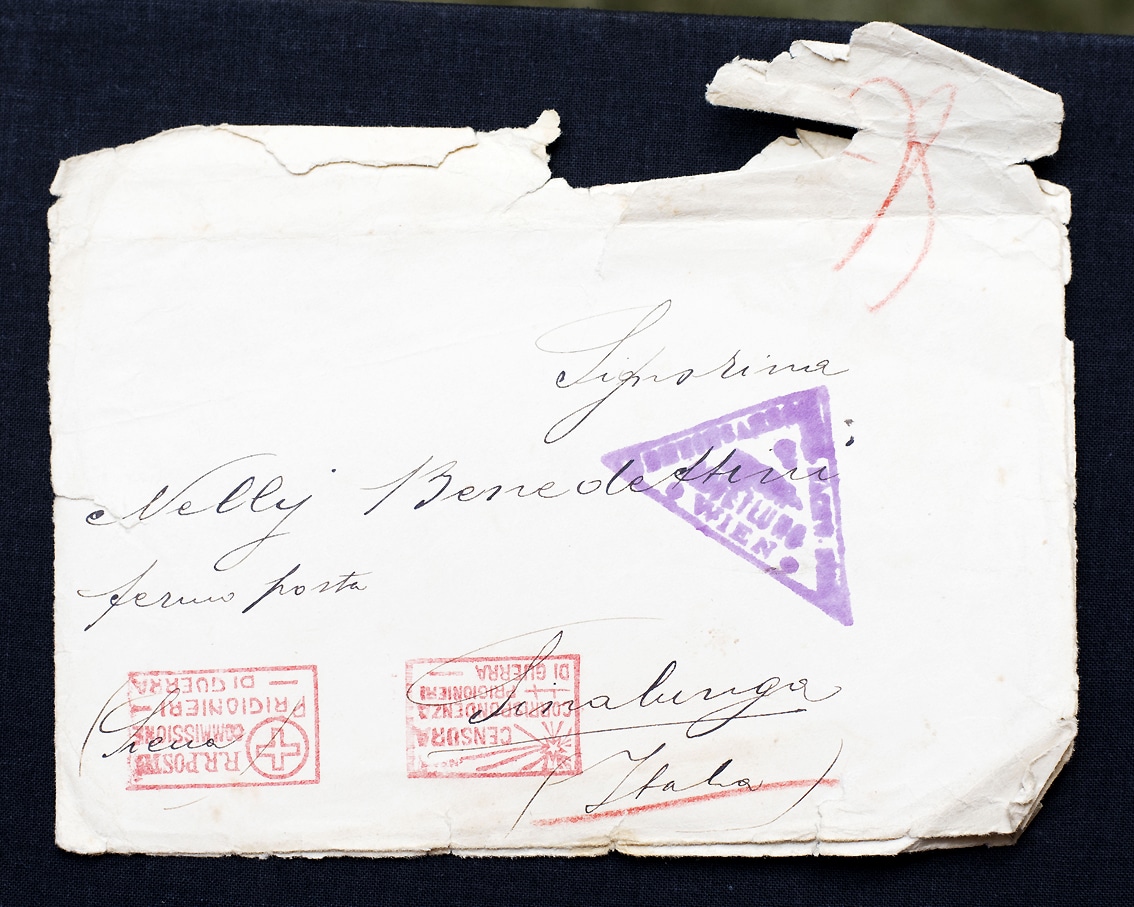 Signorina
Nelly Benedettini
fermo posta
Sinalunga
(Siena)
(Italia)
WIEN
R.R. POSTE
COMMISSIONE
PRIGIONIERI
DI GUERRA
CENSURA
CORRISPONDENZA
PRIGIONIERI
DI GUERRA